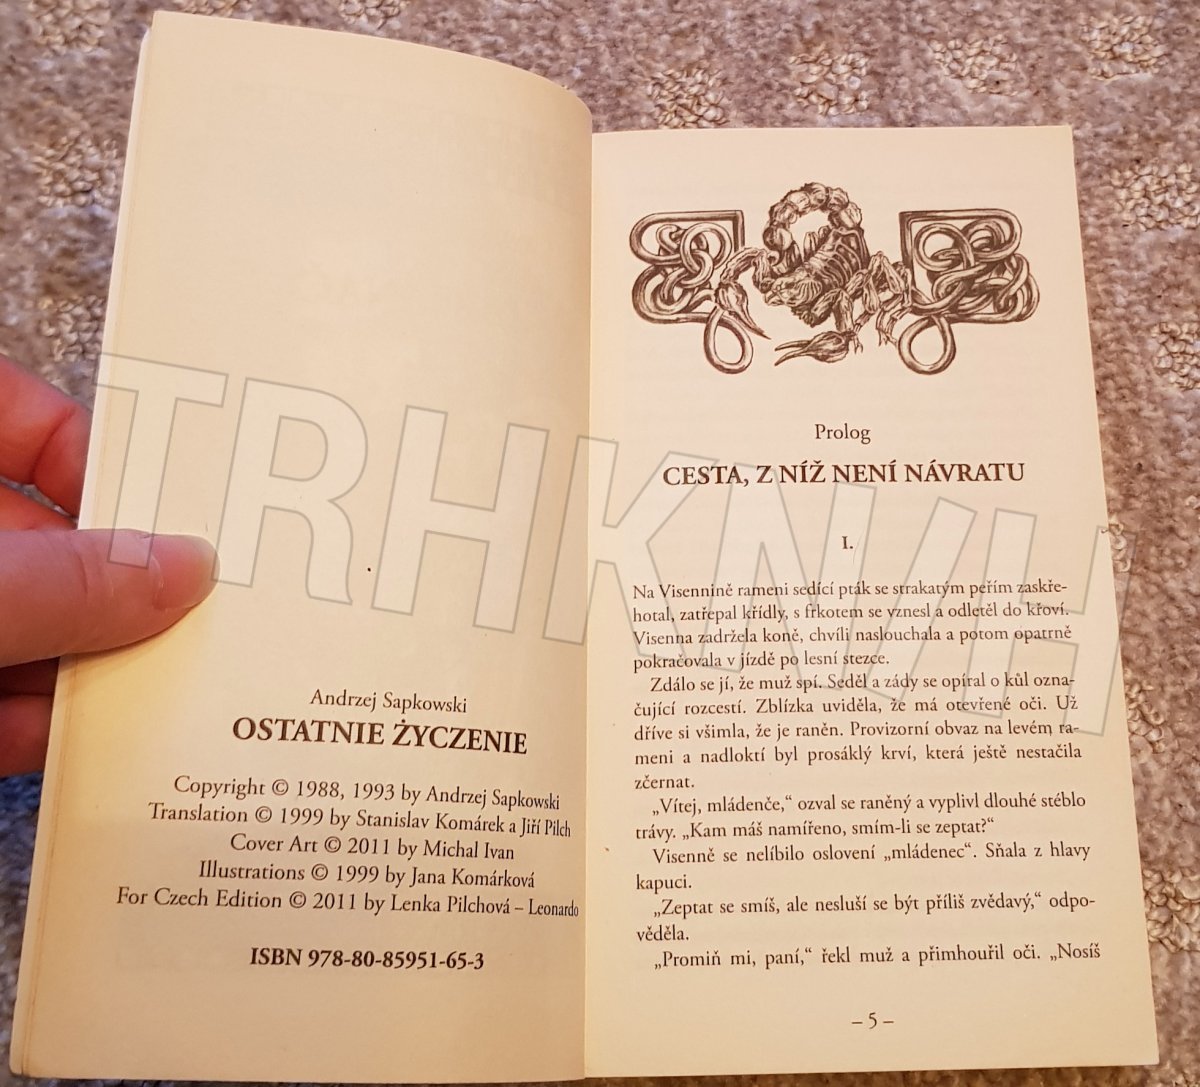 Andrzej Sapkowski
OSTATNIE ŻYCZENIE
Copyright © 1988, 1993 by Andrzej Sapkowski
Translation © 1999 by Stanislav Komárek a Jiří Pilch
Cover Art © 2011 by Michal Ivan
Illustrations © 1999 by Jana Komárková
For Czech Edition © 2011 by Lenka Pilchová – Leonardo
ISBN 978-80-85951-65-3
Prolog
CESTA, Z NÍŽ NENÍ NÁVRATU
I.
Na Visennině rameni sedící pták se strakatým peřím zaskře-
hotal, zatřepal křídly, s frkotem se vznesl a odletěl do křoví.
Visenna zadržela koně, chvíli naslouchala a potom opatrně
pokračovala v jízdě po lesní stezce.
Zdálo se jí, že muž spí. Seděl a zády se opíral o kůl ozna-
čující rozcestí. Zblízka uviděla, že má otevřené oči. Už
dříve si všimla, že je raněn. Provizorní obvaz na levém ra-
meni a nadloktí byl prosáklý krví, která ještě nestačila
zčernat.
„Vítej, mládenče,“ ozval se raněný a vyplivl dlouhé stéblo
trávy. „Kam máš namířeno, smím-li se zeptat?“
Visenně se nelíbilo oslovení „mládenec“. Sňala z hlavy
kapuci.
„Zeptat se smíš, ale nesluší se být příliš zvědavý,“ odpo-
věděla.
„Promiň mi, paní,“ řekl muž a přimhouřil oči. „Nosíš
– 5 –
TRHKNIH